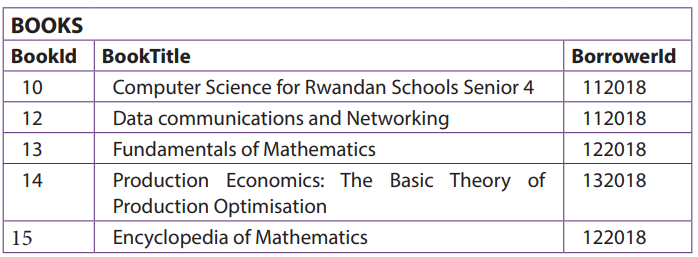 BOOKS
BookId BookTitle BorrowerId
10 Computer Science for Rwandan Schools Senior 4 112018
12 Data communications and Networking 112018
13 Fundamentals of Mathematics 122018
14 Production Economics: The Basic Theory of 132018
Production Optimisation
15 Encyclopedia of Mathematics 122018